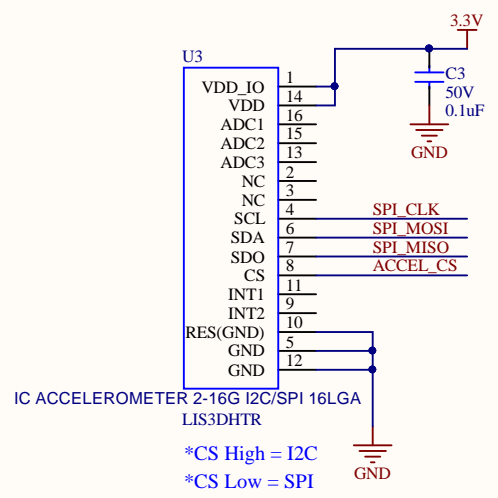 3.3V
U3
C3
50V
0.1uF
GND
VDD_IO 1
VDD 14
ADC1 16
ADC2 15
ADC3 13
NC 2
NC 3
SCL 4 SPI_CLK
SDA 6 SPI_MOSI
SDO 7 SPI_MISO
CS 8 ACCEL_CS
INT1 11
INT2 9
RES(GND) 10
GND 5
GND 12
IC ACCELEROMETER 2-16G I2C/SPI 16LGA
LIS3DHTR
*CS High = I2C
*CS Low = SPI
GND